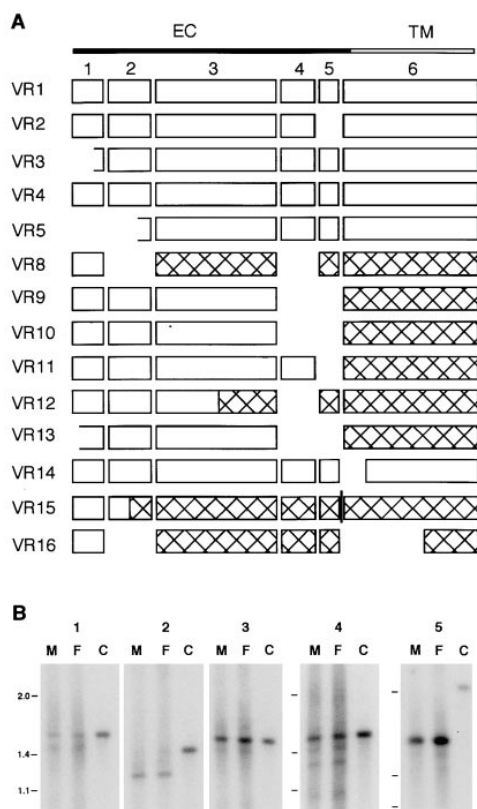 A
EC TM
1 2 3 4 5 6
VR1
VR2
VR3
VR4
VR5
VR8
VR9
VR10
VR11
VR12
VR13
VR14
VR15
VR16
B
1 2 3 4 5
M F C M F C M F C M F C M F C
2.0
1.4
1.1